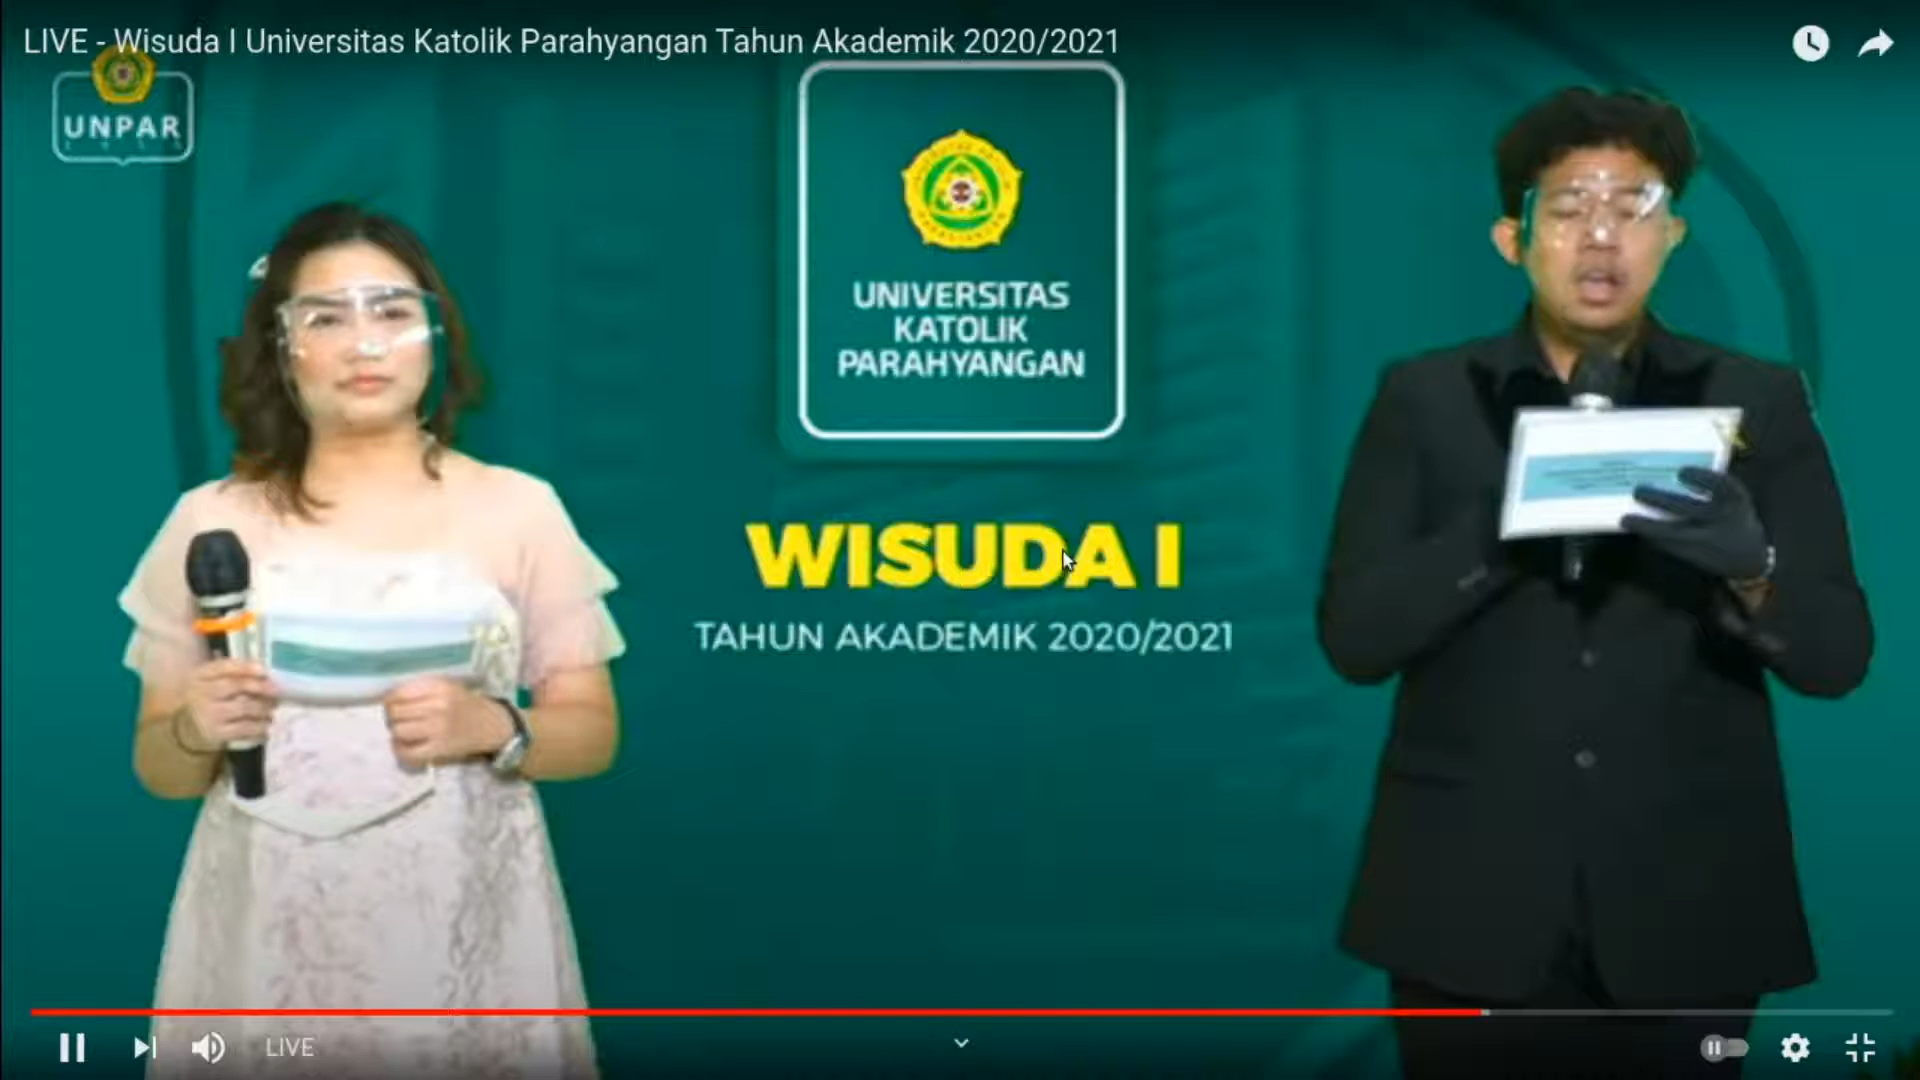 LIVE - Wisuda I Universitas Katolik Parahyangan Tahun Akademik 2020/2021
UNPAR
UNIVERSITAS
KATOLIK
PARAHYANGAN
WISUDA I
TAHUN AKADEMIK 2020/2021
LIVE